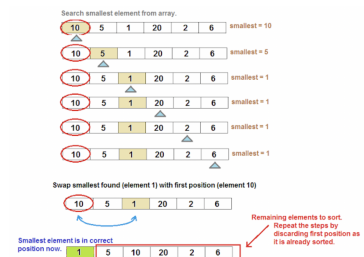 Search smallest element from array.
10 5 1 20 2 6 smallest = 10
10 5 1 20 2 6 smallest = 5
10 5 1 20 2 6 smallest = 1
10 5 1 20 2 6 smallest = 1
10 5 1 20 2 6 smallest = 1
10 5 1 20 2 6 smallest = 1
Swap smallest found (element 1) with first position (element 10)
10 5 1 20 2 6
Remaining elements to sort.
Repeat the steps by
discarding first position as
it is already sorted.
Smallest element is in correct
position now.
1 5 10 20 2 6